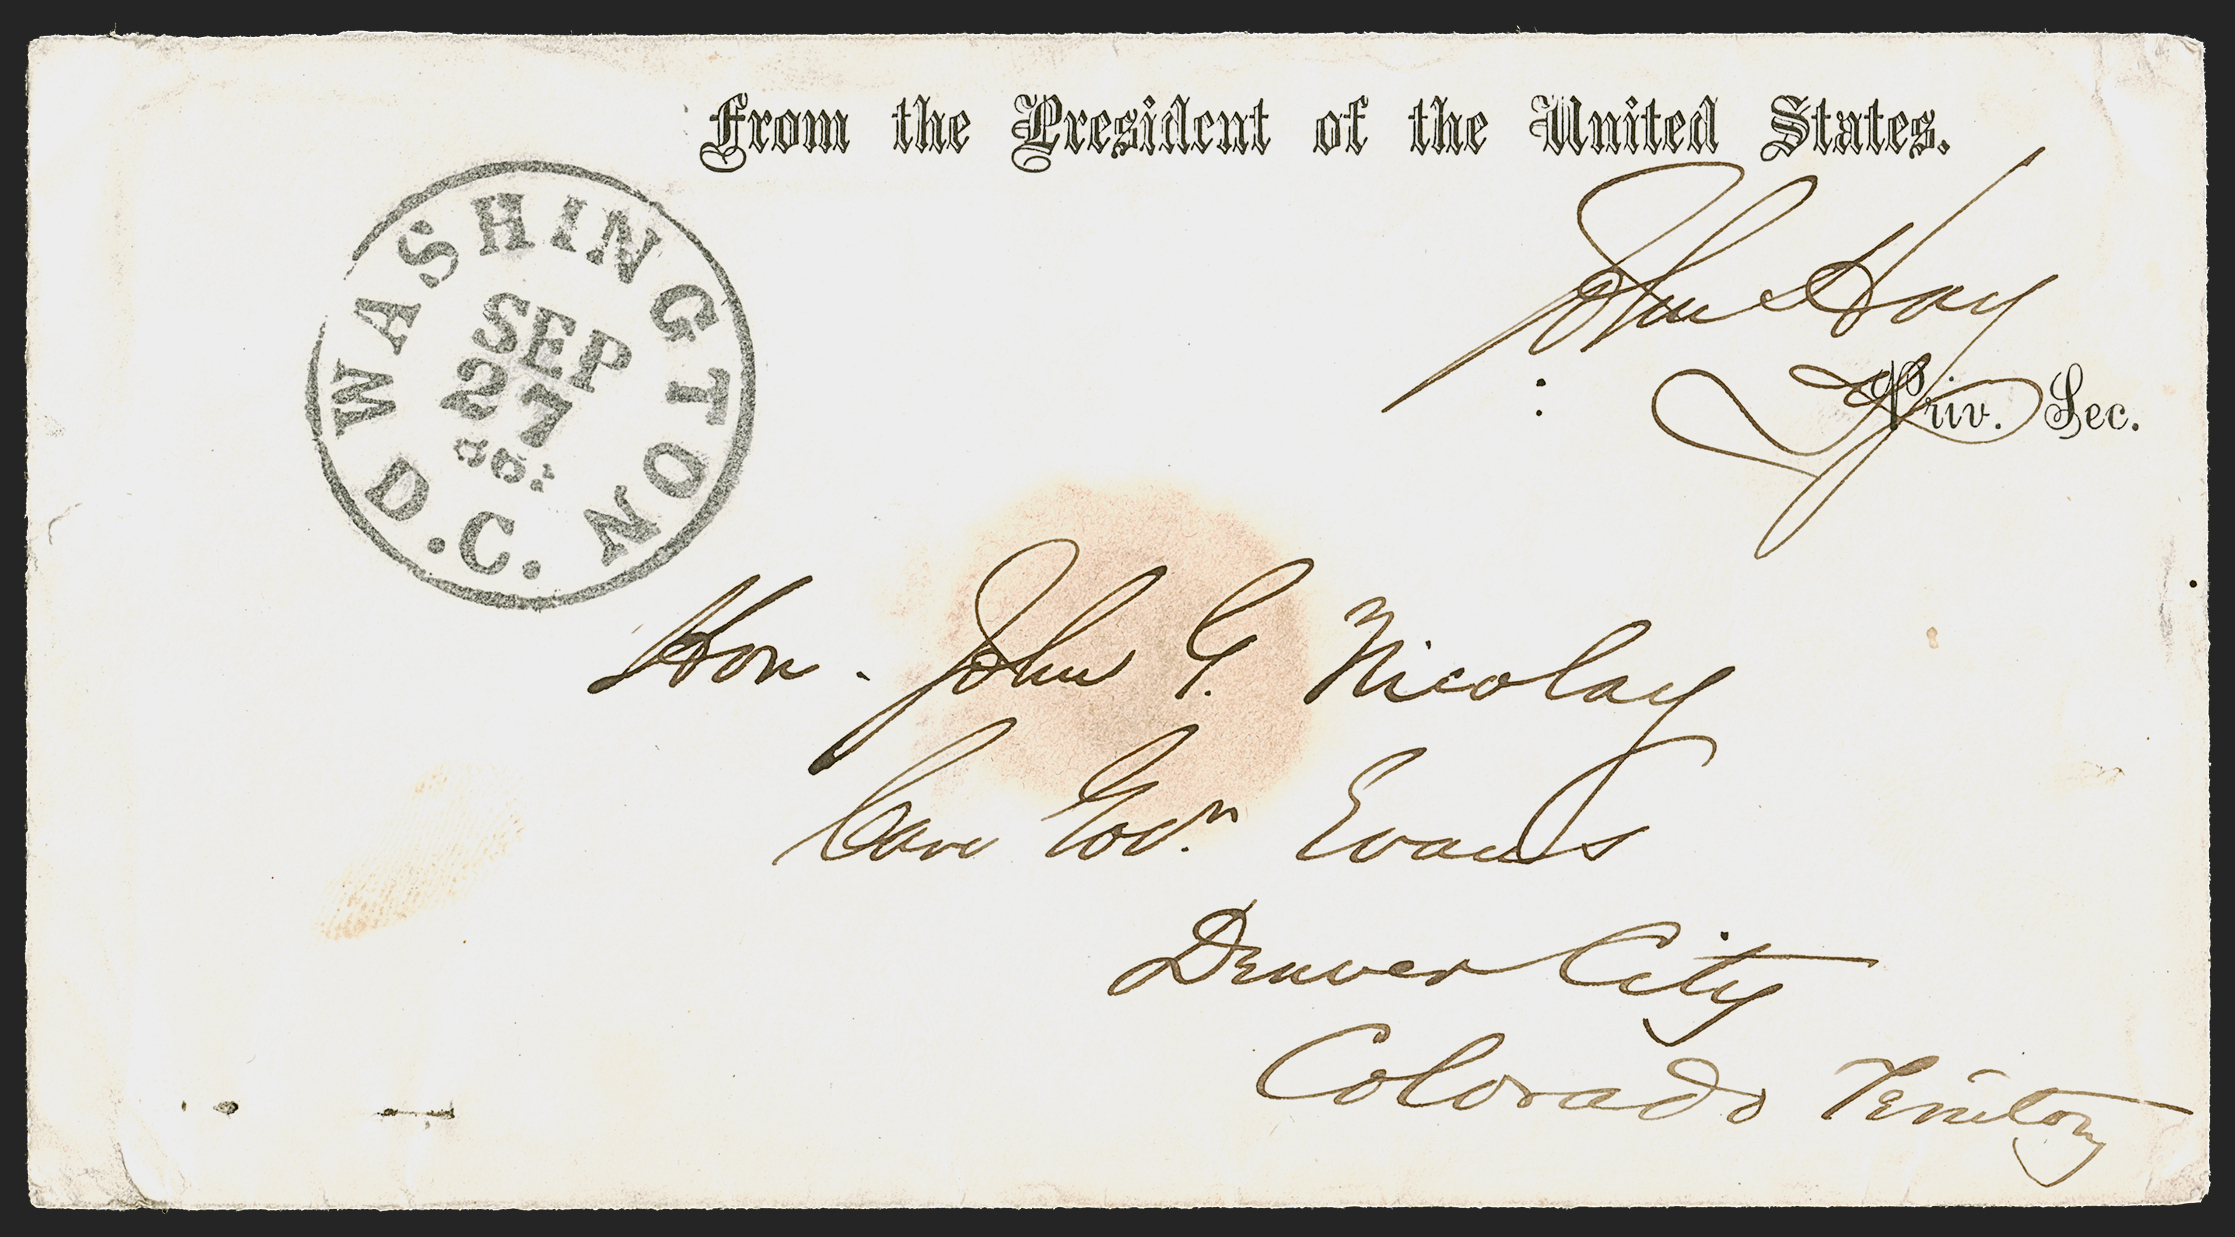 From the President of the United States.
John Hay
Priv. Sec.
WASHINGTON D.C.
SEP
27
Hon. John G. Nicolay
Care Govr. Evans
Denver City
Colorado Territory